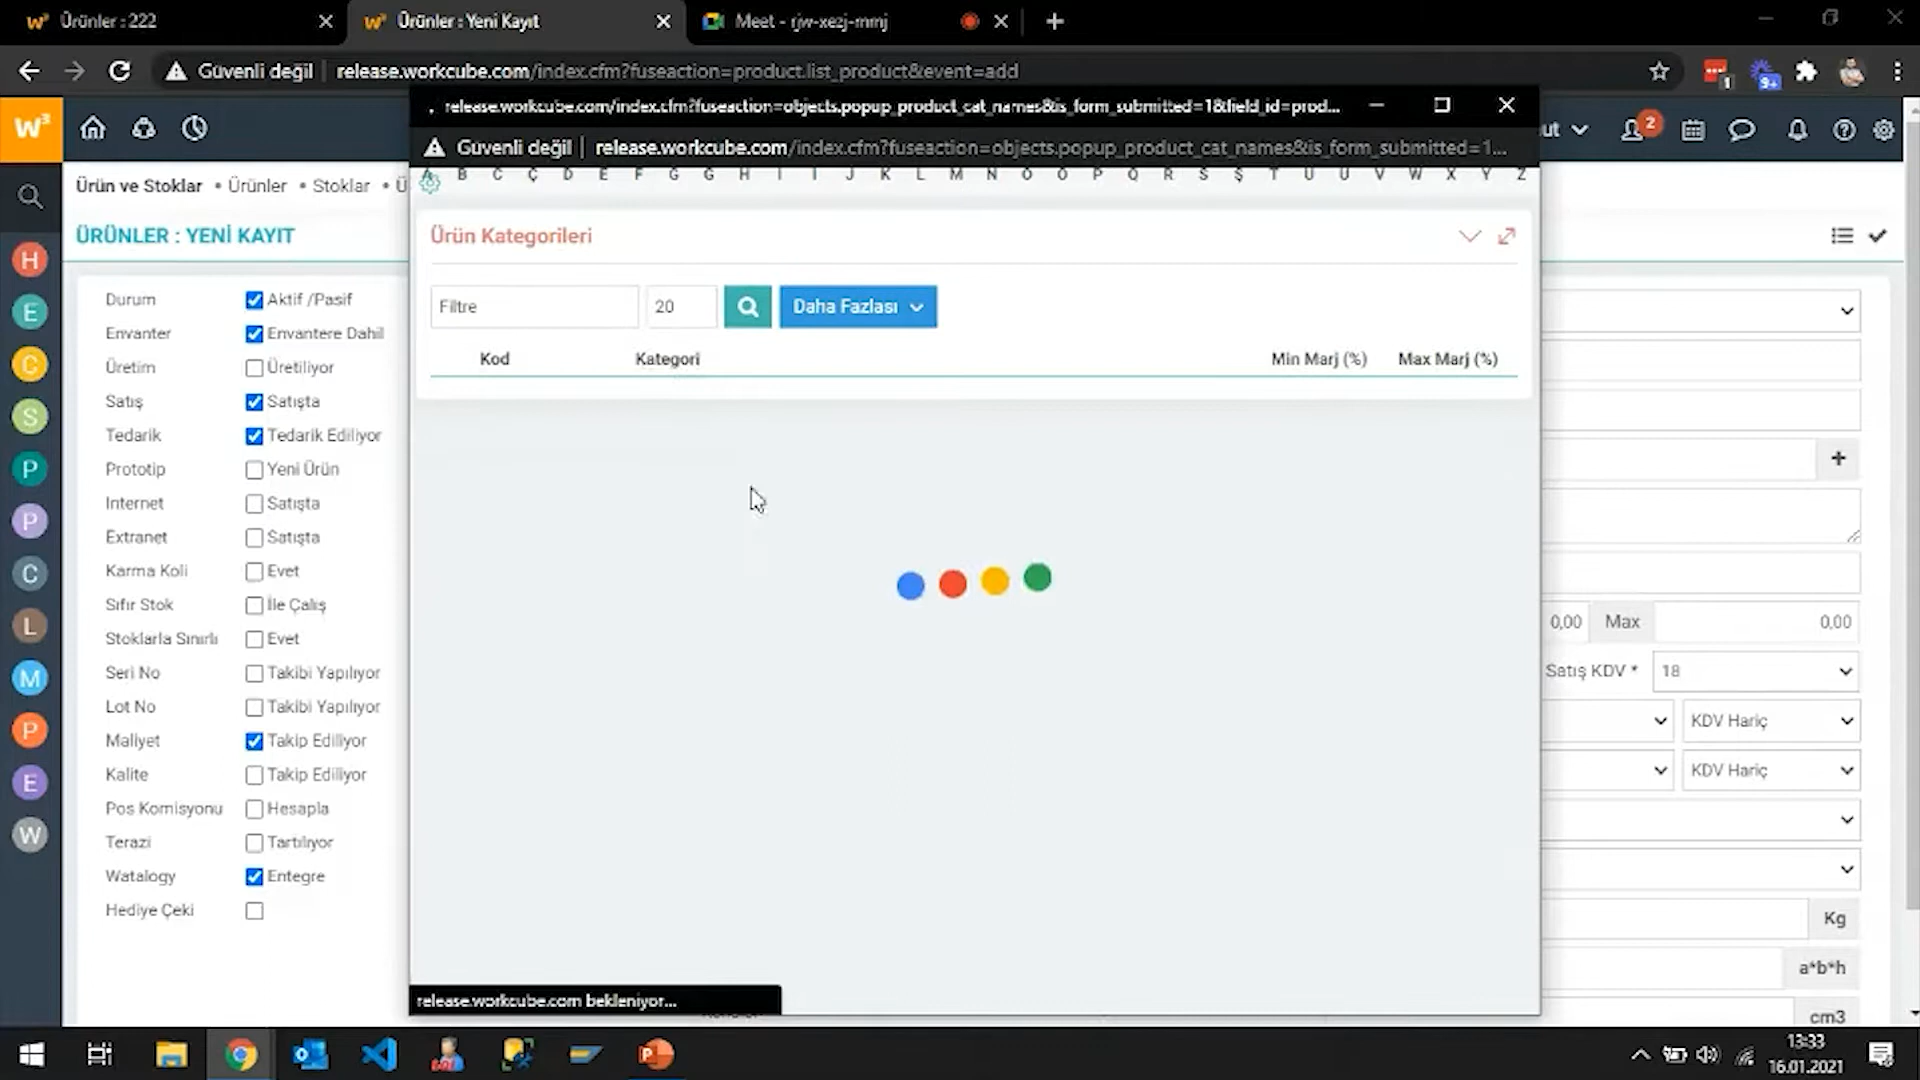 Ürünler : 222
Ürünler : Yeni Kayıt
Meet - rjw-xezj-mmj
Güvenli değil
release.workcube.com/index.cfm?fuseaction=product.list_product&event=add
release.workcube.com/index.cfm?fuseaction=objects.popup_product_cat_names&is_form_submitted=1&field_id=prod...
Güvenli değil
release.workcube.com/index.cfm?fuseaction=objects.popup_product_cat_names&is_form_submitted=1...
W³
ut
2
Ürün ve Stoklar • Ürünler • Stoklar • Ü
A B C Ç D E F G G H I İ J K L M N O Ö P Q R S Ş T U Ü V W X Y Z
ÜRÜNLER : YENİ KAYIT
Ürün Kategorileri
Filtre
20
Daha Fazlası
Kod
Kategori
Min Marj (%)
Max Marj (%)
Durum
Aktif /Pasif
Envanter
Envantere Dahil
Üretim
Üretiliyor
Satış
Satışta
Tedarik
Tedarik Ediliyor
Prototip
Yeni Ürün
Internet
Satışta
Extranet
Satışta
Karma Koli
Evet
Sıfır Stok
İle Çalış
Stoklarla Sınırlı
Evet
Seri No
Takibi Yapılıyor
Lot No
Takibi Yapılıyor
Maliyet
Takip Ediliyor
Kalite
Takip Ediliyor
Pos Komisyonu
Hesapla
Terazi
Tartılıyor
Watalogy
Entegre
Hediye Çeki
H
E
C
S
P
P
C
L
M
P
E
W
0,00
Max
0,00
Satış KDV *
18
KDV Hariç
KDV Hariç
Kg
a*b*h
cm3
release.workcube.com bekleniyor...
13:33
16.01.2021